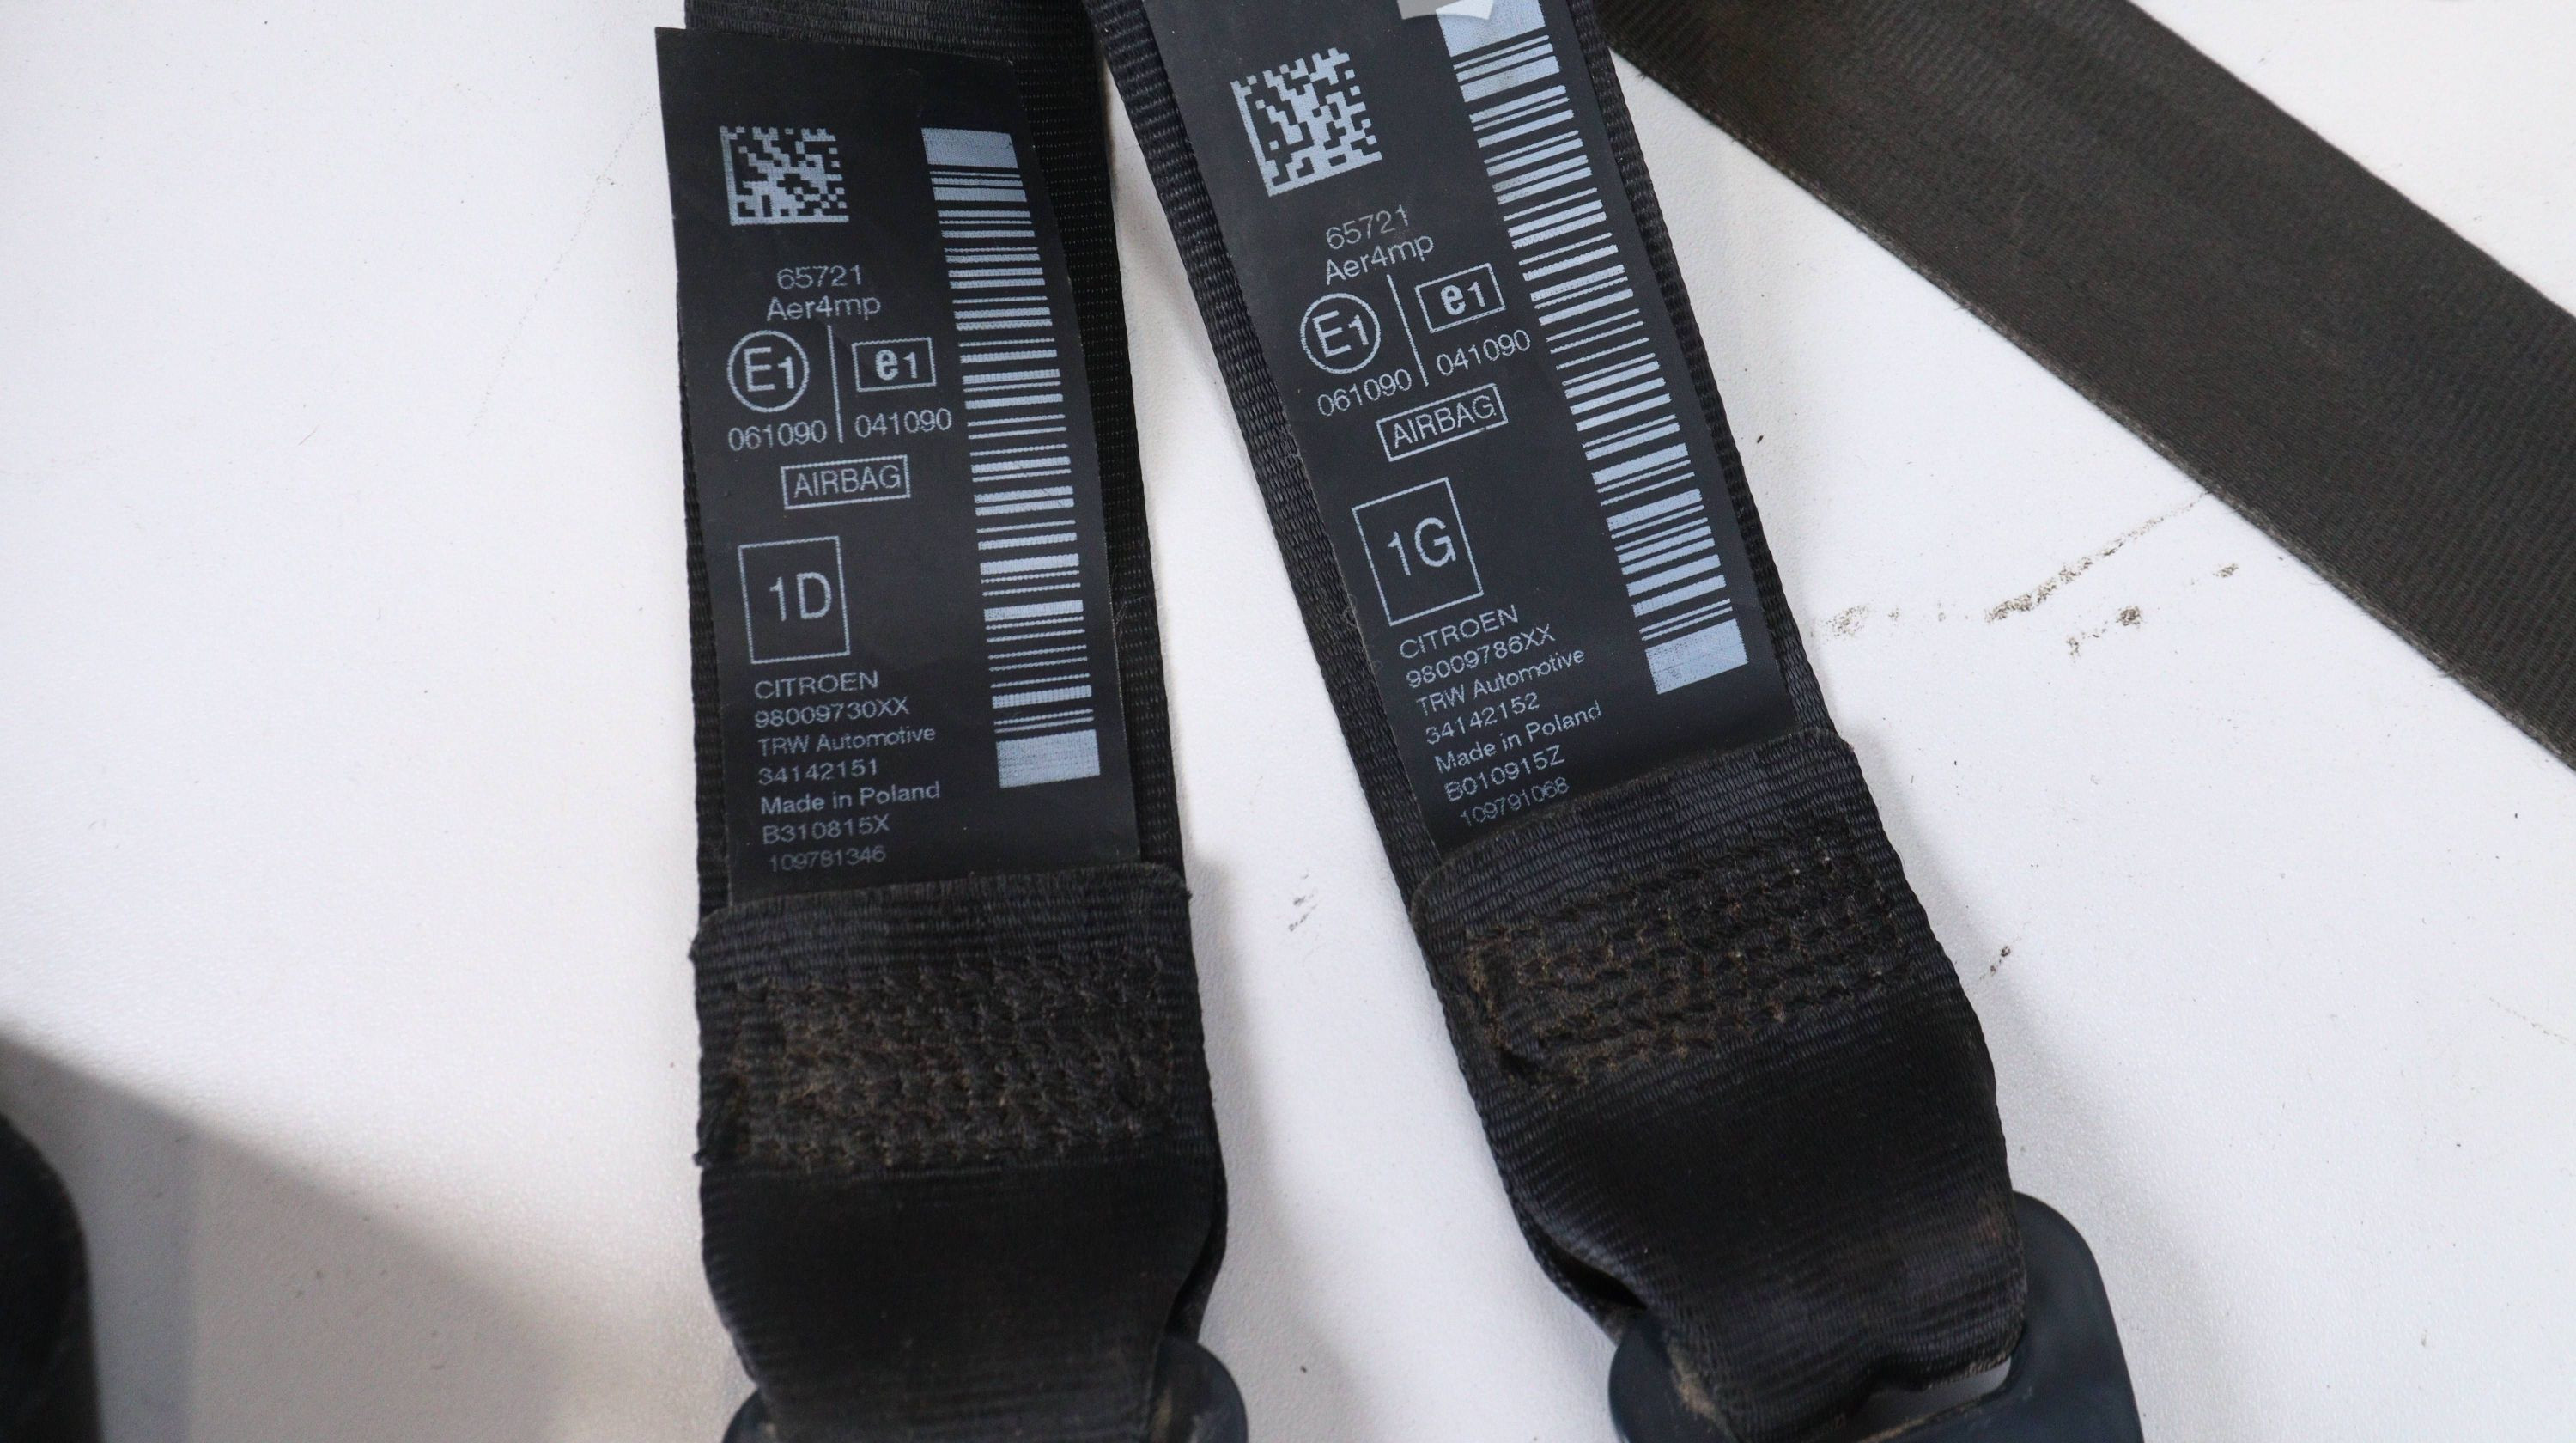 65721
Aer4mp
E1 e1
061090 041090
AIRBAG
1D
CITROEN
98009730XX
TRW Automotive
34142151
Made in Poland
B310815X
109781346
65721
Aer4mp
E1 e1
061090 041090
AIRBAG
1G
CITROEN
98009786XX
TRW Automotive
34142152
Made in Poland
B010915Z
109791068